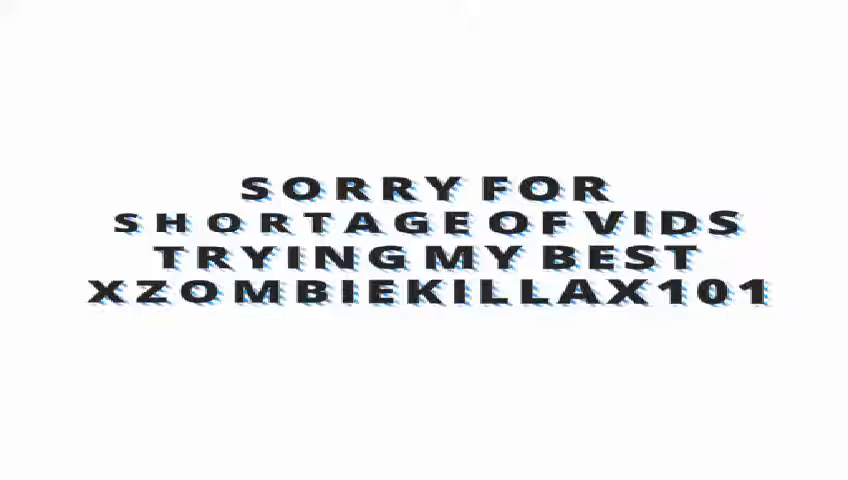 SORRY FOR
SHORTAGE OF VIDS
TRYING MY BEST
XZOMBIEKILLAX101